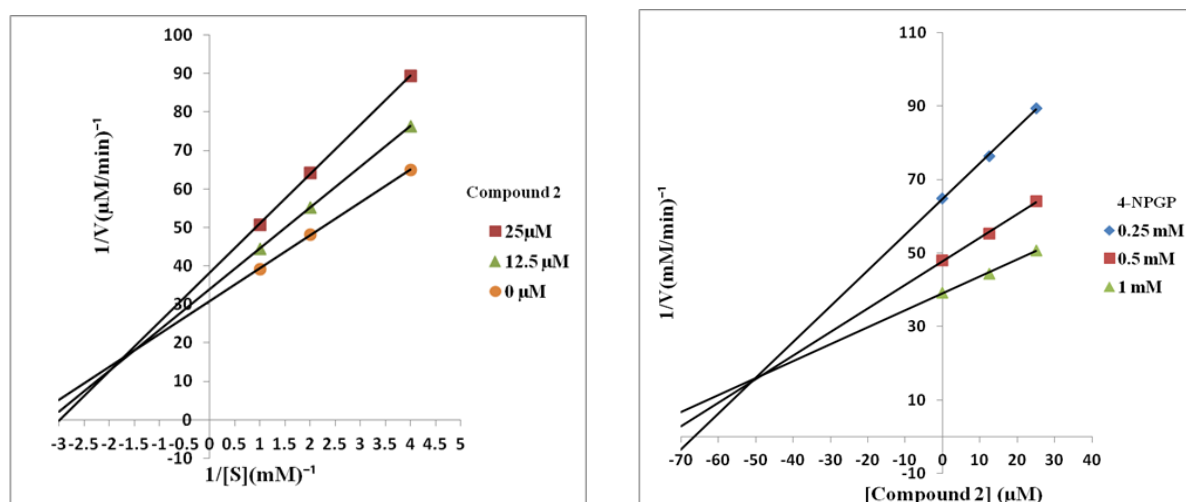 1/V(µM/min)⁻¹
100
90
80
70
60
50
40
30
20
10
0
-10
-3 -2.5 -2 -1.5 -1 -0.5 0 0.5 1 1.5 2 2.5 3 3.5 4 4.5 5
1/[S](mM)⁻¹
Compound 2
25µM
12.5 µM
0 µM
1/V(mM/min)⁻¹
110
90
70
50
30
10
-10
-70 -60 -50 -40 -30 -20 -10 0 10 20 30 40
[Compound 2] (µM)
4-NPGP
0.25 mM
0.5 mM
1 mM